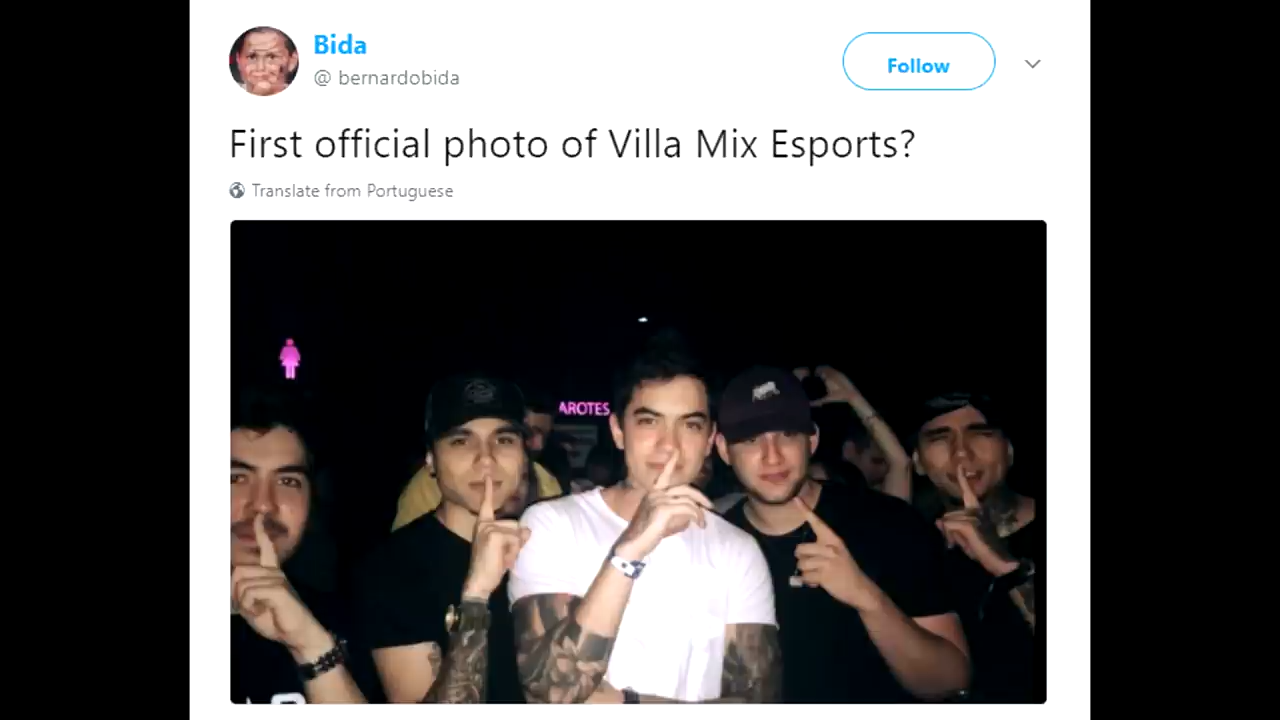 Bida
@ bernardobida
Follow
First official photo of Villa Mix Esports?
Translate from Portuguese
AROTES